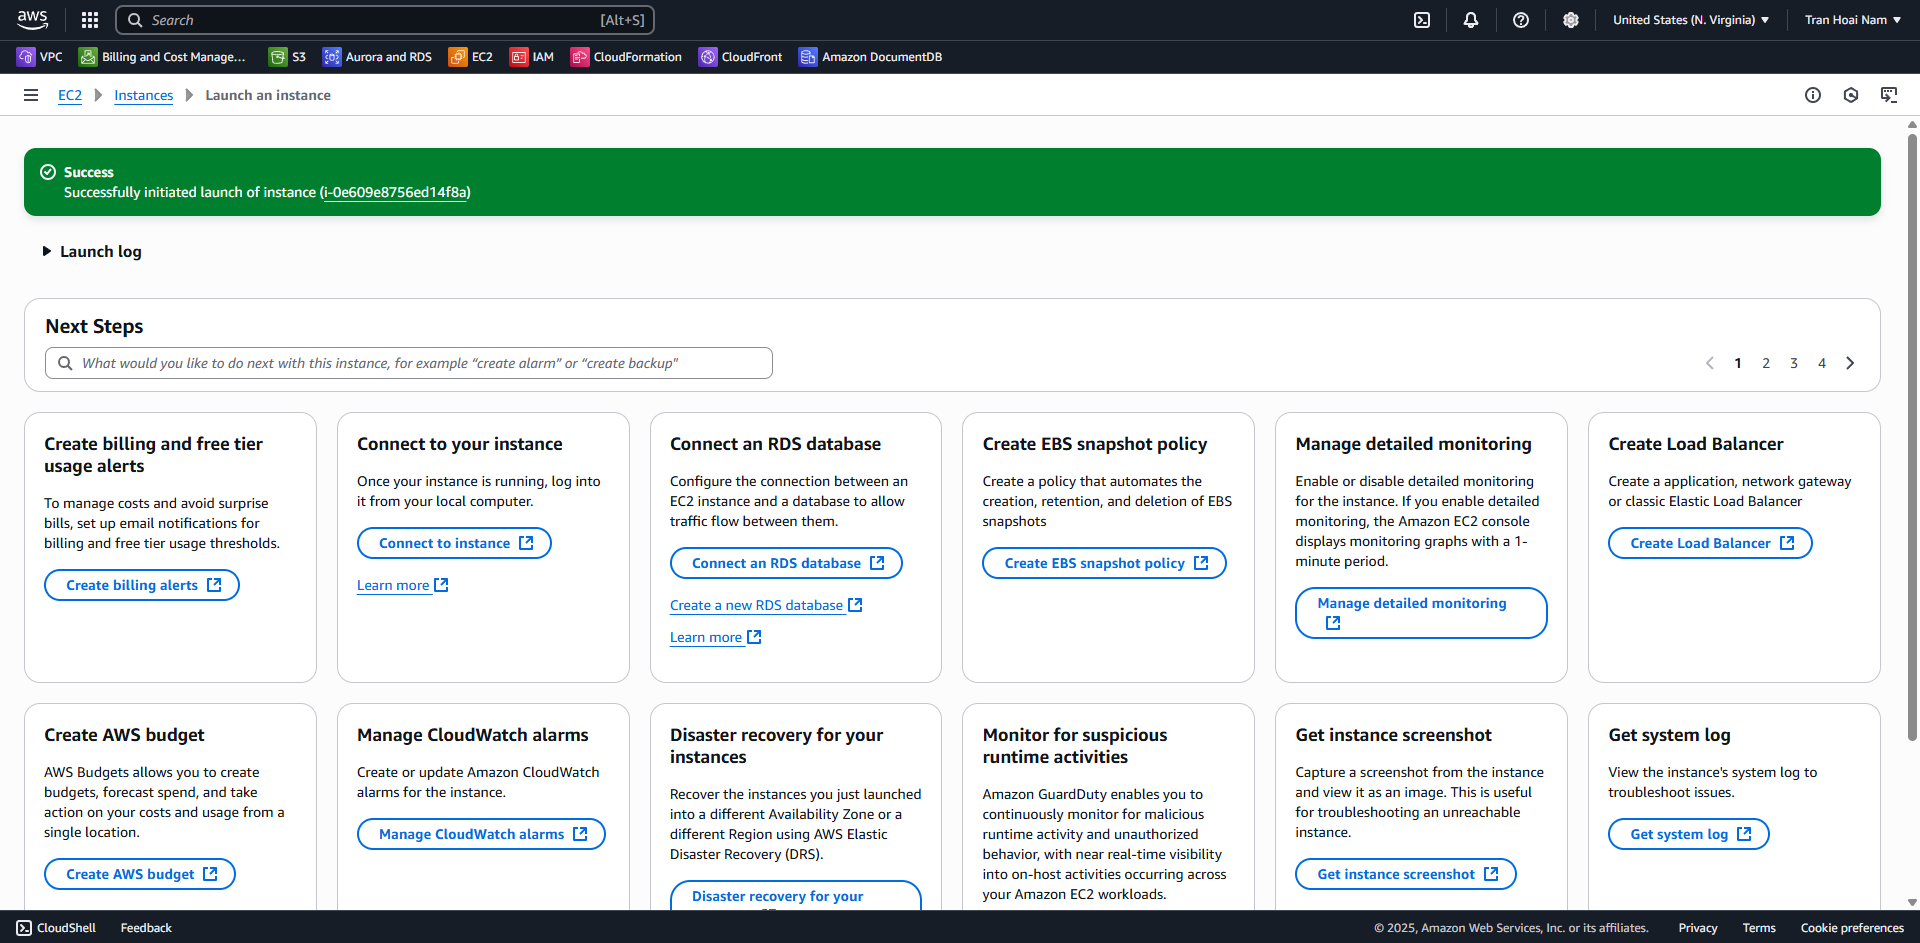 aws
Search [Alt+S]
United States (N. Virginia)
Tran Hoai Nam
VPC
Billing and Cost Manage...
S3
Aurora and RDS
EC2
IAM
CloudFormation
CloudFront
Amazon DocumentDB
EC2 Instances Launch an instance
Success
Successfully initiated launch of instance (i-0e609e8756ed14f8a)
Launch log
Next Steps
What would you like to do next with this instance, for example “create alarm” or “create backup"
1 2 3 4
Create billing and free tier
usage alerts
To manage costs and avoid surprise
bills, set up email notifications for
billing and free tier usage thresholds.
Create billing alerts
Connect to your instance
Once your instance is running, log into
it from your local computer.
Connect to instance
Learn more
Connect an RDS database
Configure the connection between an
EC2 instance and a database to allow
traffic flow between them.
Connect an RDS database
Create a new RDS database
Learn more
Create EBS snapshot policy
Create a policy that automates the
creation, retention, and deletion of EBS
snapshots
Create EBS snapshot policy
Manage detailed monitoring
Enable or disable detailed monitoring
for the instance. If you enable detailed
monitoring, the Amazon EC2 console
displays monitoring graphs with a 1-
minute period.
Manage detailed monitoring
Create Load Balancer
Create a application, network gateway
or classic Elastic Load Balancer
Create Load Balancer
Create AWS budget
AWS Budgets allows you to create
budgets, forecast spend, and take
action on your costs and usage from a
single location.
Create AWS budget
Manage CloudWatch alarms
Create or update Amazon CloudWatch
alarms for the instance.
Manage CloudWatch alarms
Disaster recovery for your
instances
Recover the instances you just launched
into a different Availability Zone or a
different Region using AWS Elastic
Disaster Recovery (DRS).
Disaster recovery for your
Monitor for suspicious
runtime activities
Amazon GuardDuty enables you to
continuously monitor for malicious
runtime activity and unauthorized
behavior, with near real-time visibility
into on-host activities occurring across
your Amazon EC2 workloads.
Get instance screenshot
Capture a screenshot from the instance
and view it as an image. This is useful
for troubleshooting an unreachable
instance.
Get instance screenshot
Get system log
View the instance's system log to
troubleshoot issues.
Get system log
CloudShell
Feedback
© 2025, Amazon Web Services, Inc. or its affiliates.
Privacy
Terms
Cookie preferences